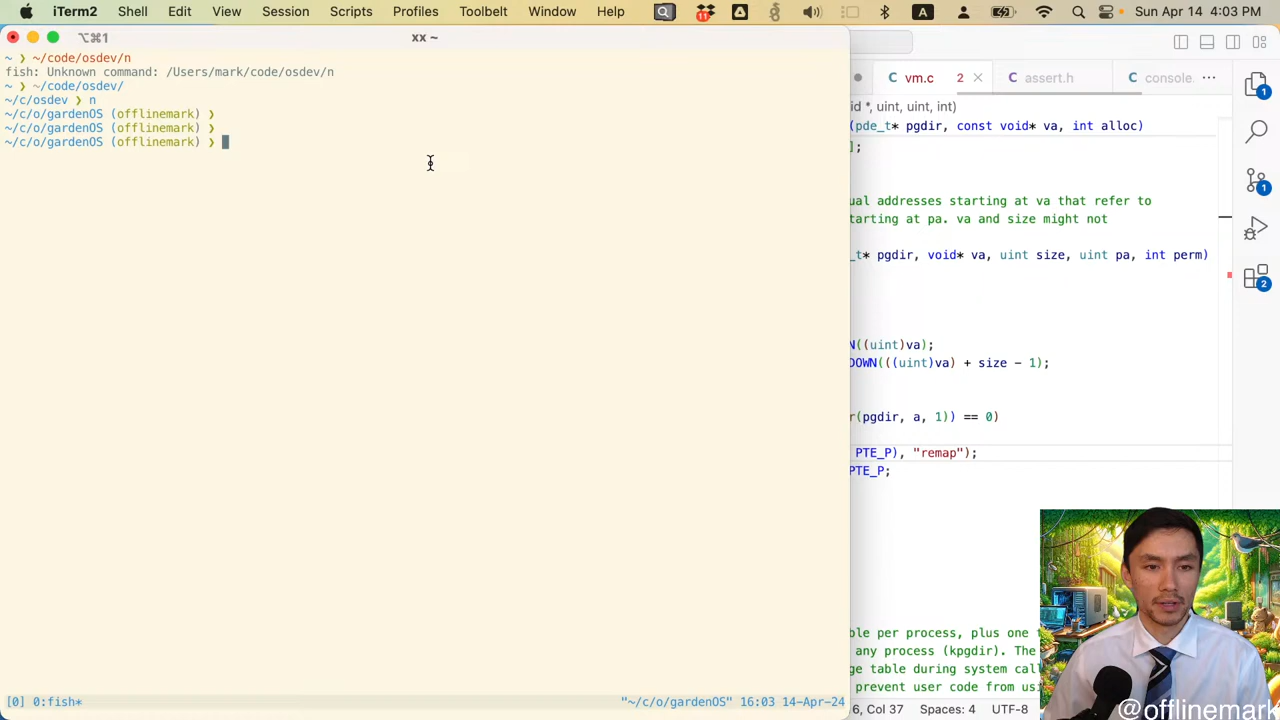 iTerm2 Shell Edit View Session Scripts Profiles Toolbelt Window Help 11 A Sun Apr 14 4:03 PM
⌥⌘1 xx ~
~ ❯ ~/code/osdev/n
fish: Unknown command: /Users/mark/code/osdev/n
~ ❯ ~/code/osdev/
~/c/osdev ❯ n
~/c/o/gardenOS (offlinemark) ❯
~/c/o/gardenOS (offlinemark) ❯
~/c/o/gardenOS (offlinemark) ❯
[0] 0:fish* "~/c/o/gardenOS" 16:03 14-Apr-24
vm.c 2 assert.h console. ···
id *, uint, uint, int)
(pde_t* pgdir, const void* va, int alloc)
];
ual addresses starting at va that refer to
tarting at pa. va and size might not
_t* pgdir, void* va, uint size, uint pa, int perm)
N((uint)va);
OWN(((uint)va) + size - 1);
r(pgdir, a, 1)) == 0)
PTE_P), "remap");
PTE_P;
ble per process, plus one
any process (kpgdir). The
ge table during system cal
prevent user code from us
6, Col 37 Spaces: 4 UTF-8
1
1
2
@offlinemark